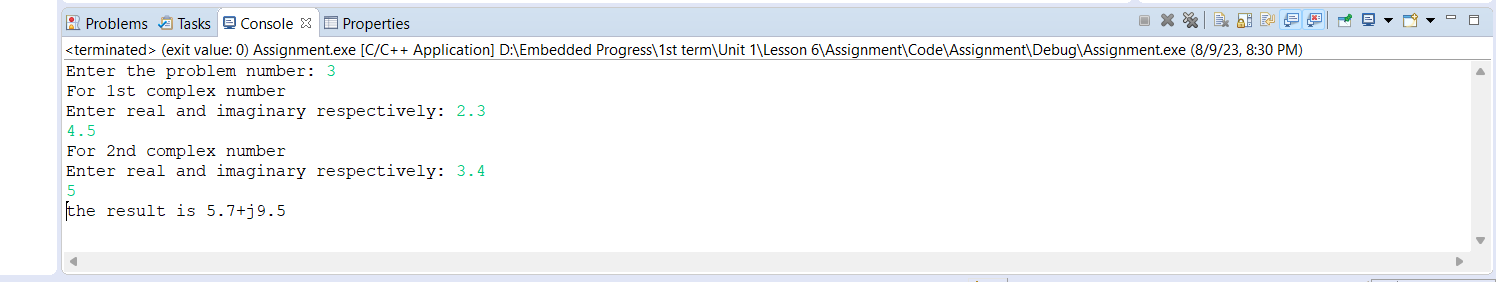 Problems Tasks Console Properties
<terminated> (exit value: 0) Assignment.exe [C/C++ Application] D:\Embedded Progress\1st term\Unit 1\Lesson 6\Assignment\Code\Assignment\Debug\Assignment.exe (8/9/23, 8:30 PM)
Enter the problem number: 3
For 1st complex number
Enter real and imaginary respectively: 2.3
4.5
For 2nd complex number
Enter real and imaginary respectively: 3.4
5
the result is 5.7+j9.5